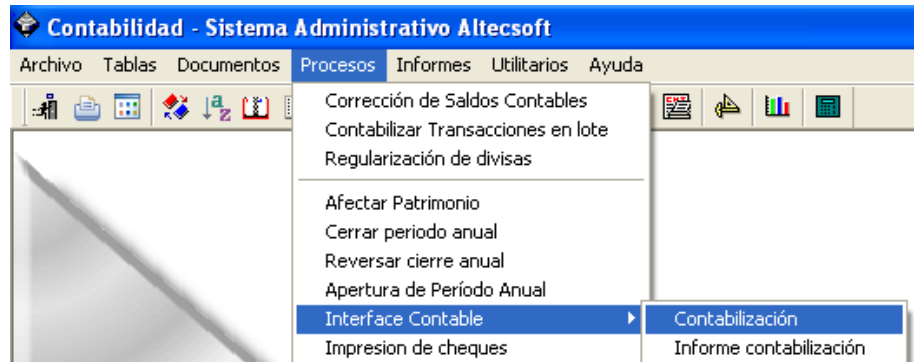 Contabilidad - Sistema Administrativo Altecsoft
Archivo Tablas Documentos Procesos Informes Utilitarios Ayuda
Corrección de Saldos Contables
Contabilizar Transacciones en lote
Regularización de divisas
Afectar Patrimonio
Cerrar periodo anual
Reversar cierre anual
Apertura de Período Anual
Interface Contable
Contabilización
Impresion de cheques
Informe contabilización